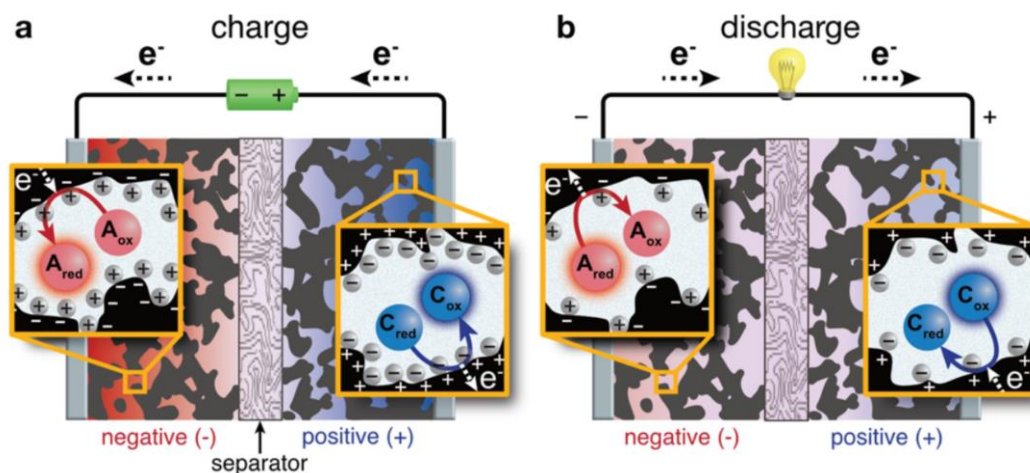 a
charge
e-
e-
− +
e-
A_ox
A_red
C_ox
C_red
e-
negative (-)
positive (+)
separator
b
discharge
e-
e-
−
+
e-
A_ox
A_red
C_ox
C_red
e-
negative (-)
positive (+)